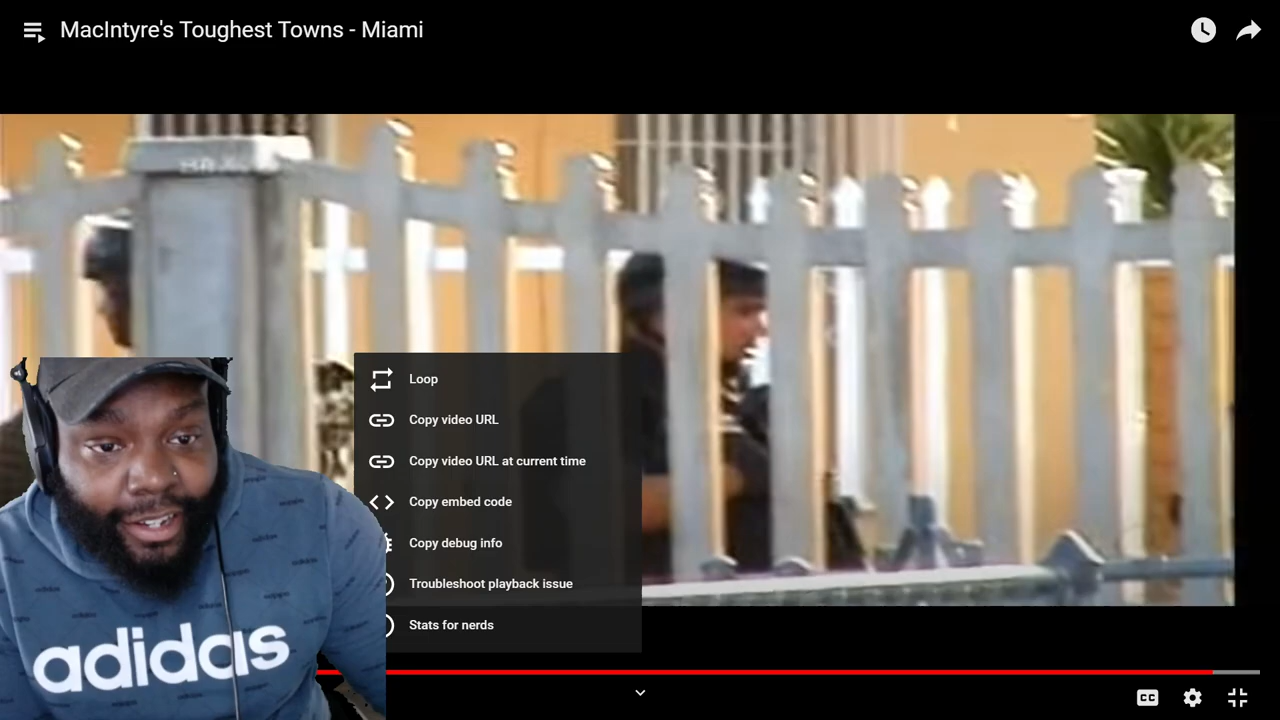 MacIntyre's Toughest Towns - Miami
Loop
Copy video URL
Copy video URL at current time
Copy embed code
Copy debug info
Troubleshoot playback issue
Stats for nerds
adidas
CC